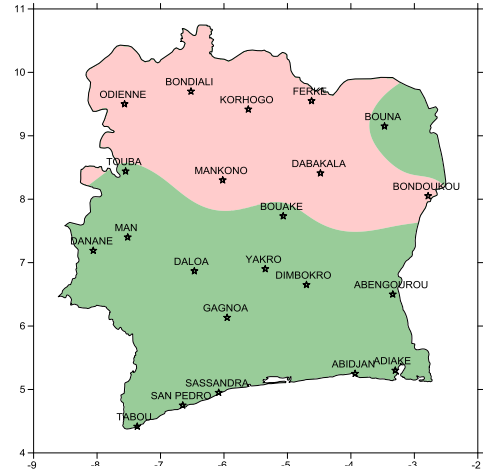 11
10
9
8
7
6
5
4
BONDIALI
ODIENNE
KORHOGO
FERKE
BOUNA
TOUBA
MANKONO
DABAKALA
BONDOUKOU
BOUAKE
MAN
DANANE
DALOA
YAKRO
DIMBOKRO
ABENGOUROU
GAGNOA
ABIDJAN
ADIAKE
SASSANDRA
SAN PEDRO
TABOU
-9 -8 -7 -6 -5 -4 -3 -2